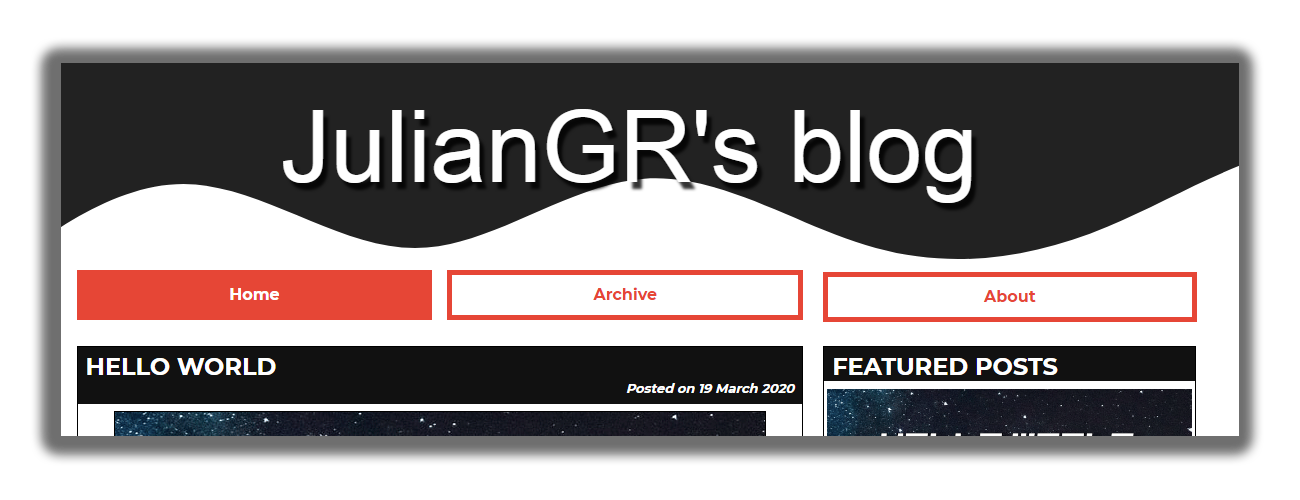 JulianGR's blog
Home
Archive
About
HELLO WORLD
Posted on 19 March 2020
FEATURED POSTS